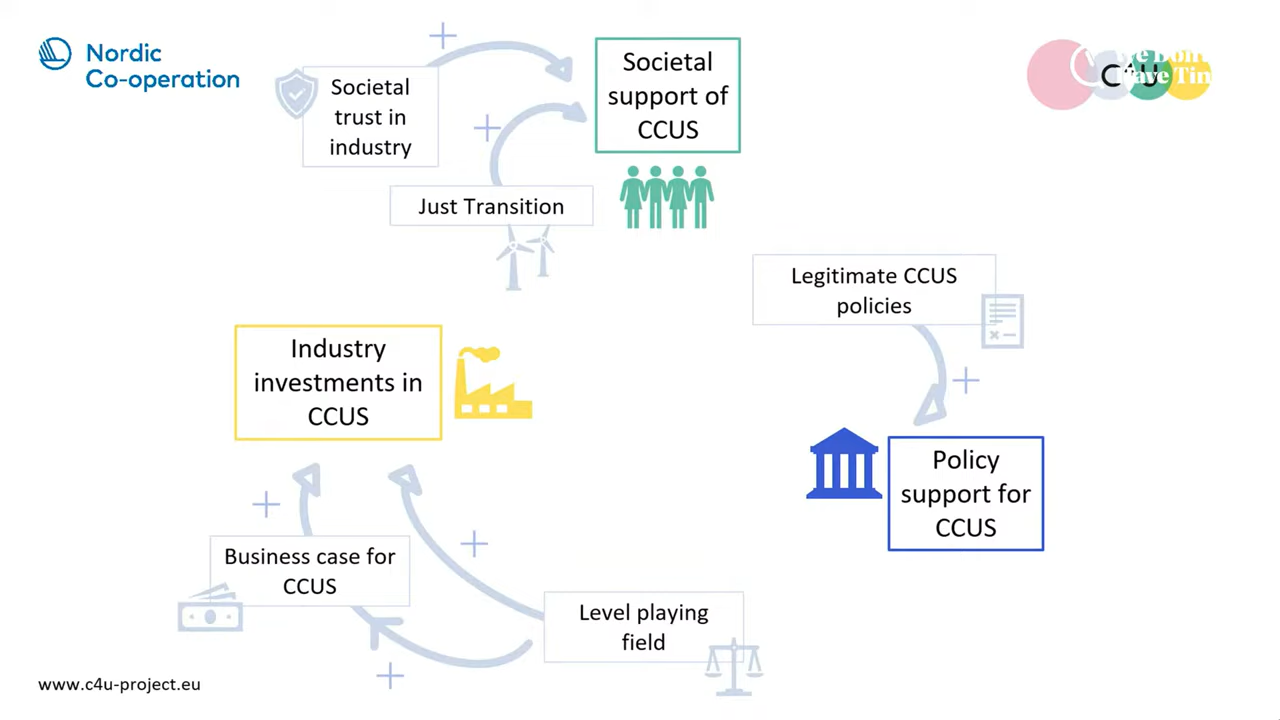 Nordic
Co-operation
Societal
trust in
industry
Societal
support of
CCUS
C4U
Just Transition
Legitimate CCUS
policies
Industry
investments in
CCUS
Policy
support for
CCUS
Business case for
CCUS
Level playing
field
www.c4u-project.eu